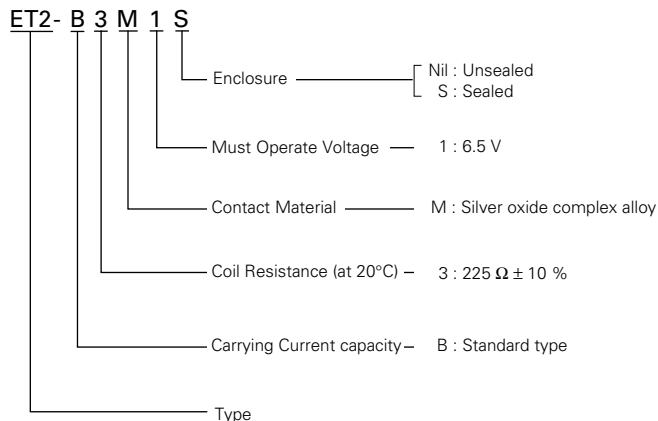 ET2- B 3 M 1 S
Enclosure
Nil : Unsealed
S : Sealed
Must Operate Voltage
1 : 6.5 V
Contact Material
M : Silver oxide complex alloy
Coil Resistance (at 20°C)
3 : 225 Ω ± 10 %
Carrying Current capacity
B : Standard type
Type